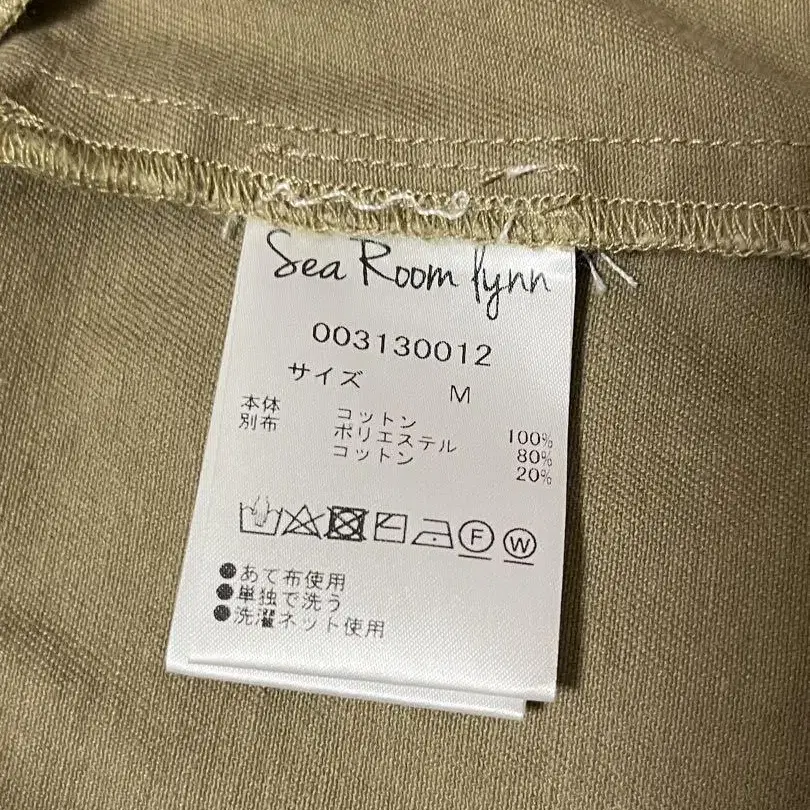 Sea Room lynn
003130012
サイズ M
本体 コットン 100%
別布 ポリエステル 80%
コットン 20%
F W
●あて布使用
●単独で洗う
●洗濯ネット使用